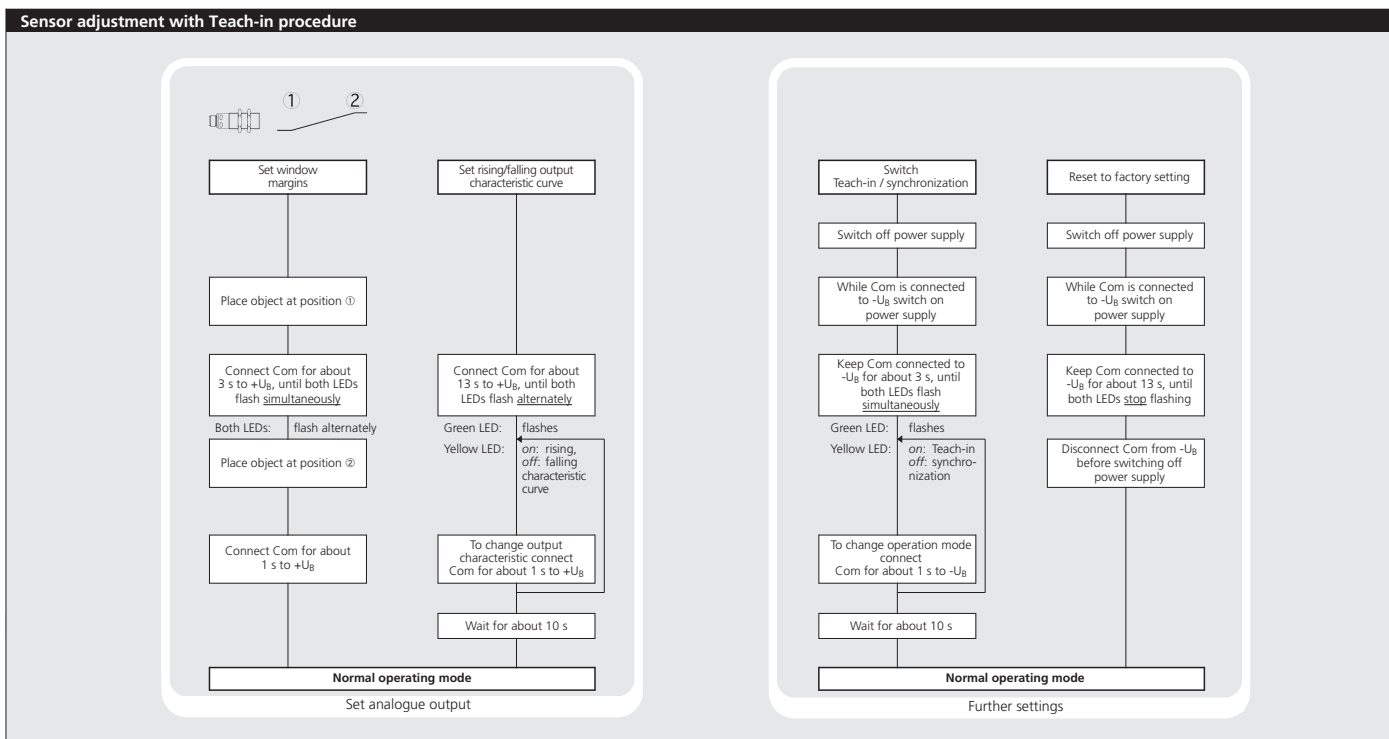 Sensor adjustment with Teach-in procedure
① ②
Set window
margins
Place object at position ①
Connect Com for about
3 s to +UB, until both LEDs
flash simultaneously
Both LEDs: flash alternately
Place object at position ②
Connect Com for about
1 s to +UB
Set rising/falling output
characteristic curve
Connect Com for about
13 s to +UB, until both
LEDs flash alternately
Green LED: flashes
Yellow LED: on: rising,
off: falling
characteristic
curve
To change output
characteristic connect
Com for about 1 s to +UB
Wait for about 10 s
Normal operating mode
Set analogue output
Switch
Teach-in / synchronization
Switch off power supply
While Com is connected
to -UB switch on
power supply
Keep Com connected to
-UB for about 3 s, until
both LEDs flash
simultaneously
Green LED: flashes
Yellow LED: on: Teach-in
off: synchro-
nization
To change operation mode
connect
Com for about 1 s to -UB
Wait for about 10 s
Reset to factory setting
Switch off power supply
While Com is connected
to -UB switch on
power supply
Keep Com connected to
-UB for about 13 s, until
both LEDs stop flashing
Disconnect Com from -UB
before switching off
power supply
Normal operating mode
Further settings